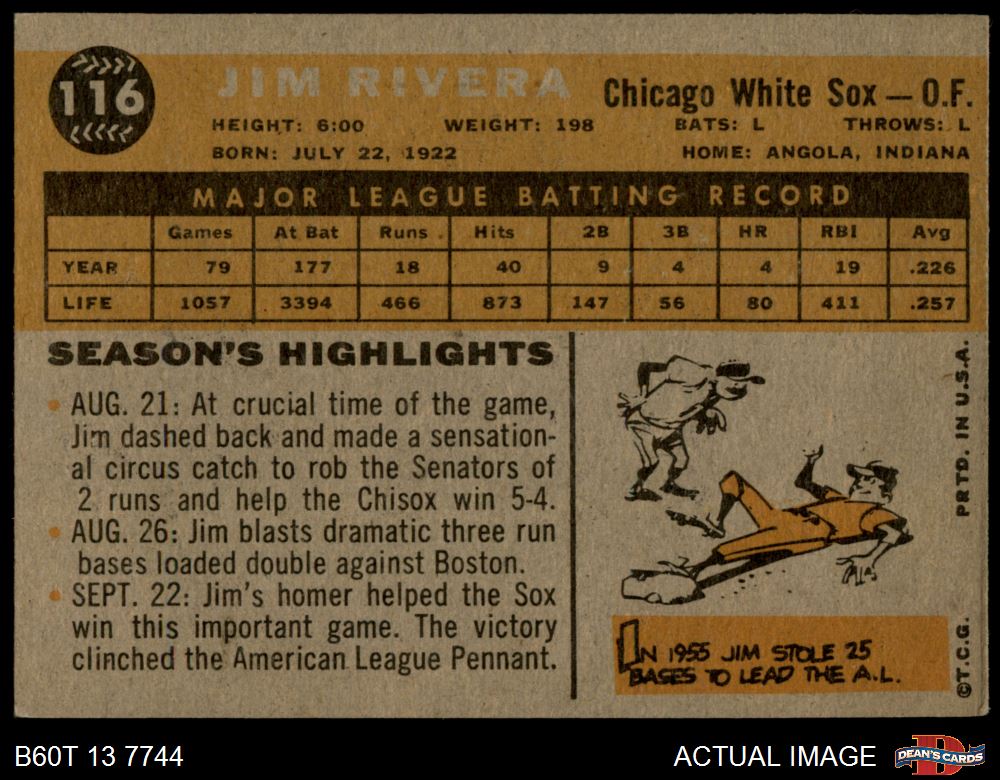 116
JIM RIVERA
Chicago White Sox — O.F.
HEIGHT: 6:00 WEIGHT: 198 BATS: L THROWS: L
BORN: JULY 22, 1922 HOME: ANGOLA, INDIANA
MAJOR LEAGUE BATTING RECORD
Games At Bat Runs Hits 2B 3B HR RBI Avg
YEAR 79 177 18 40 9 4 4 19 .226
LIFE 1057 3394 466 873 147 56 80 411 .257
SEASON'S HIGHLIGHTS
• AUG. 21: At crucial time of the game,
Jim dashed back and made a sensation-
al circus catch to rob the Senators of
2 runs and help the Chisox win 5-4.
• AUG. 26: Jim blasts dramatic three run
bases loaded double against Boston.
• SEPT. 22: Jim's homer helped the Sox
win this important game. The victory
clinched the American League Pennant.
IN 1955 JIM STOLE 25
BASES TO LEAD THE A.L.
PRTD. IN U.S.A.
©T.C.G.
B60T 13 7744
ACTUAL IMAGE
DEAN'S CARDS